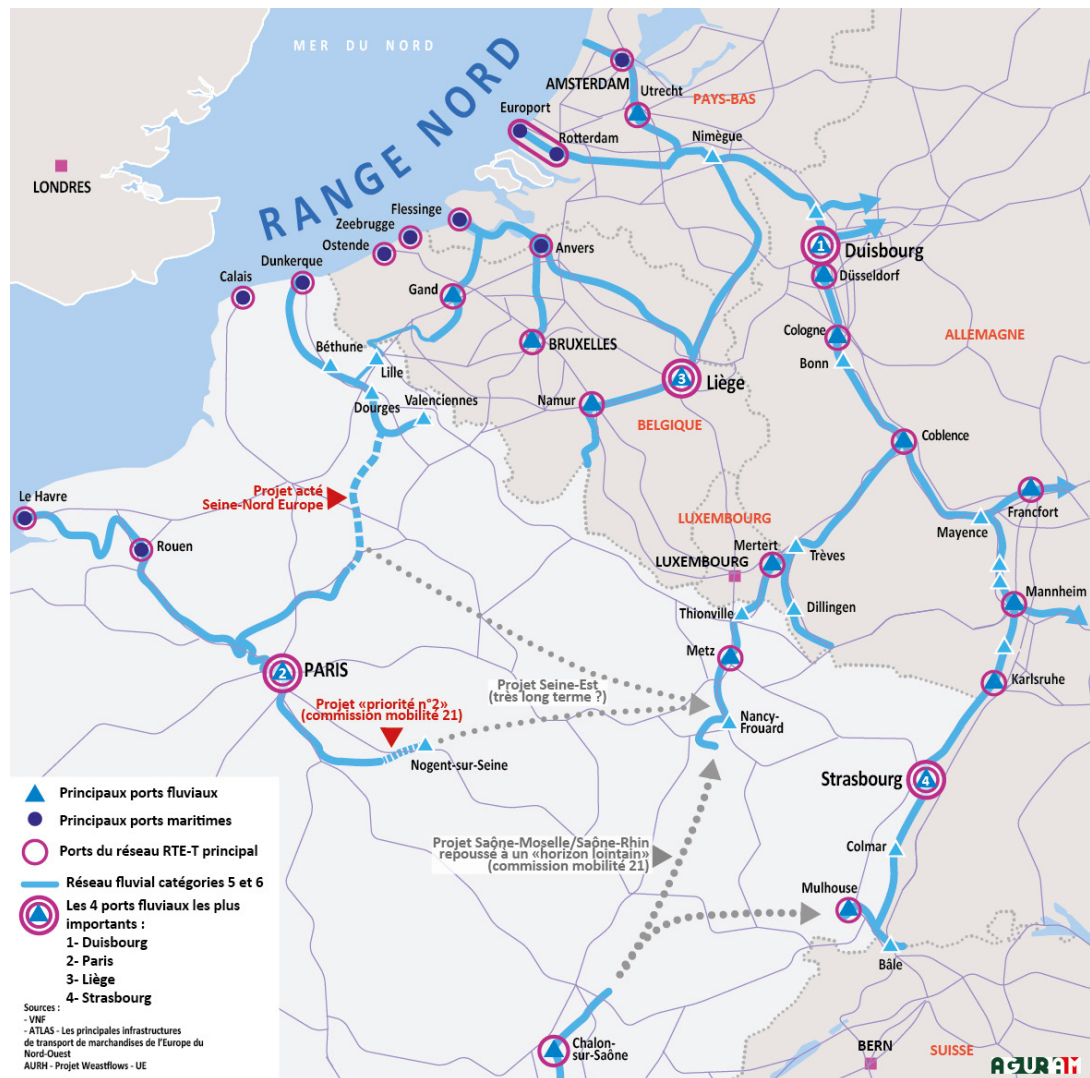 MER DU NORD
RANGE NORD
AMSTERDAM
Utrecht
PAYS-BAS
Europort
Rotterdam
Nimègue
LONDRES
Flessinge
Zeebrugge
Ostende
Anvers
Dunkerque
Calais
Gand
1
Duisbourg
Düsseldorf
Cologne
ALLEMAGNE
Bonn
BRUXELLES
Béthune
Lille
3
Liège
Dourges
Valenciennes
Namur
BELGIQUE
Coblence
Projet acté
Seine-Nord Europe
Le Havre
Rouen
Francfort
Mayence
LUXEMBOURG
Mertert
Trèves
LUXEMBOURG
Mannheim
Thionville
Dillingen
Metz
Karlsruhe
2
PARIS
Projet Seine-Est
(très long terme ?)
Projet «priorité n°2»
(commission mobilité 21)
Nancy-
Frouard
Nogent-sur-Seine
Strasbourg
4
Projet Saône-Moselle/Saône-Rhin
repoussé à un «horizon lointain»
(commission mobilité 21)
Colmar
Mulhouse
Bâle
Chalon-
sur-Saône
BERN
SUISSE
Principaux ports fluviaux
Principaux ports maritimes
Ports du réseau RTE-T principal
Réseau fluvial catégories 5 et 6
Les 4 ports fluviaux les plus
importants :
1- Duisbourg
2- Paris
3- Liège
4- Strasbourg
Sources :
- VNF
- ATLAS - Les principales infrastructures
de transport de marchandises de l'Europe du
Nord-Ouest
AURH - Projet Weastflows - UE
AGURAM